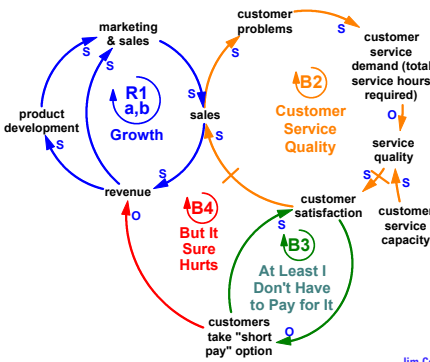 marketing
& sales
S
S
customer
problems
S
customer
service
demand (total
service hours
required)
R1
a,b
Growth
S
S
sales
B2
Customer
Service
Quality
O
product
development
S
service
quality
S
S
S
S
revenue
O
B4
But It
Sure
Hurts
customer
satisfaction
customer
service
capacity
S
B3
At Least I
Don't Have
to Pay for It
customers
take "short
pay" option
O